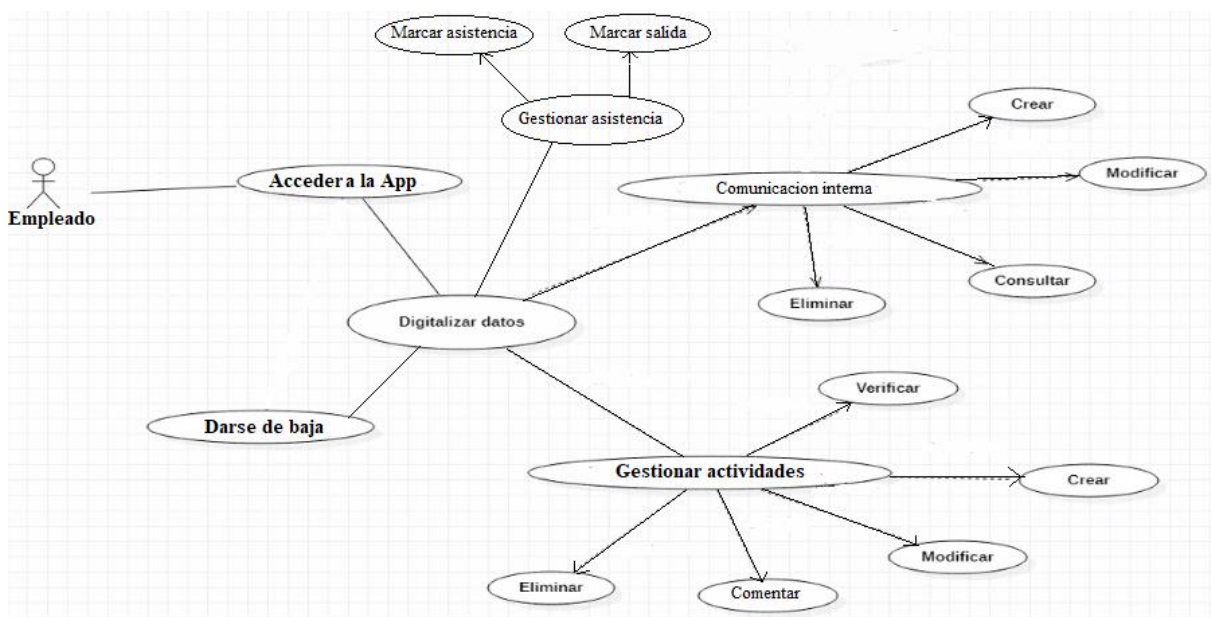 Marcar asistencia
Marcar salida
Gestionar asistencia
Crear
Acceder a la App
Comunicacion interna
Modificar
Empleado
Consultar
Eliminar
Digitalizar datos
Verificar
Darse de baja
Gestionar actividades
Crear
Modificar
Eliminar
Comentar